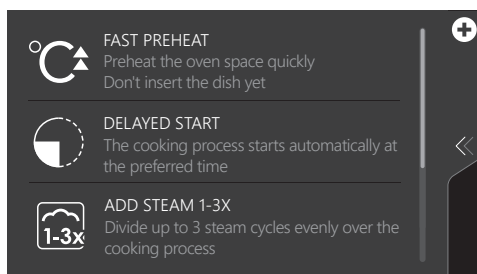 °C
FAST PREHEAT
Preheat the oven space quickly
Don't insert the dish yet
DELAYED START
The cooking process starts automatically at
the preferred time
1-3x
ADD STEAM 1-3X
Divide up to 3 steam cycles evenly over the
cooking process